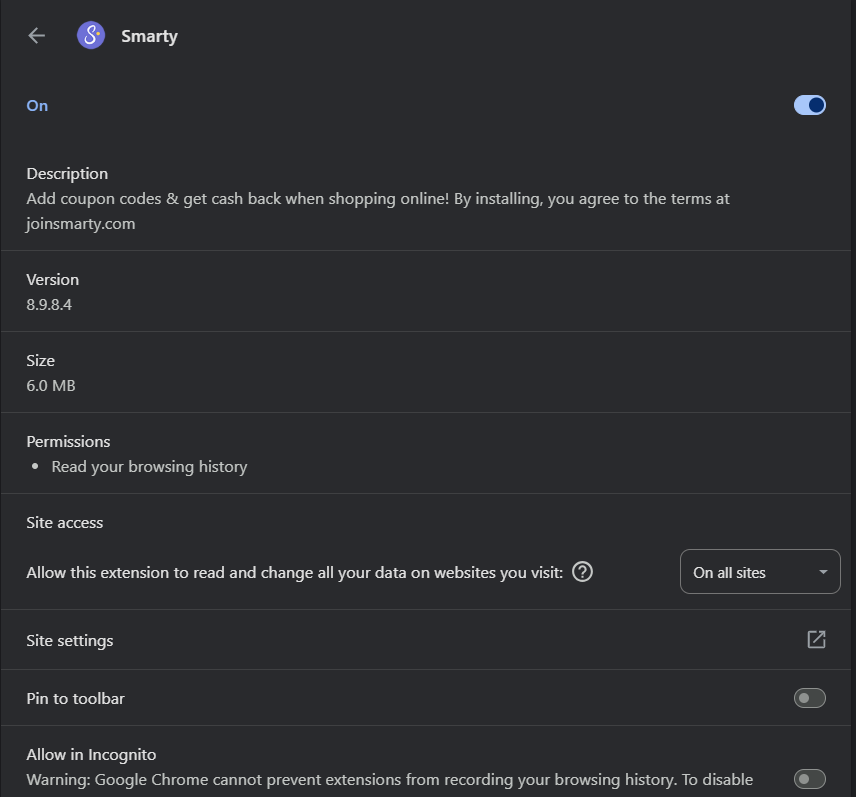 Smarty
On
Description
Add coupon codes & get cash back when shopping online! By installing, you agree to the terms at
joinsmarty.com
Version
8.9.8.4
Size
6.0 MB
Permissions
• Read your browsing history
Site access
Allow this extension to read and change all your data on websites you visit: ?
On all sites
Site settings
Pin to toolbar
Allow in Incognito
Warning: Google Chrome cannot prevent extensions from recording your browsing history. To disable